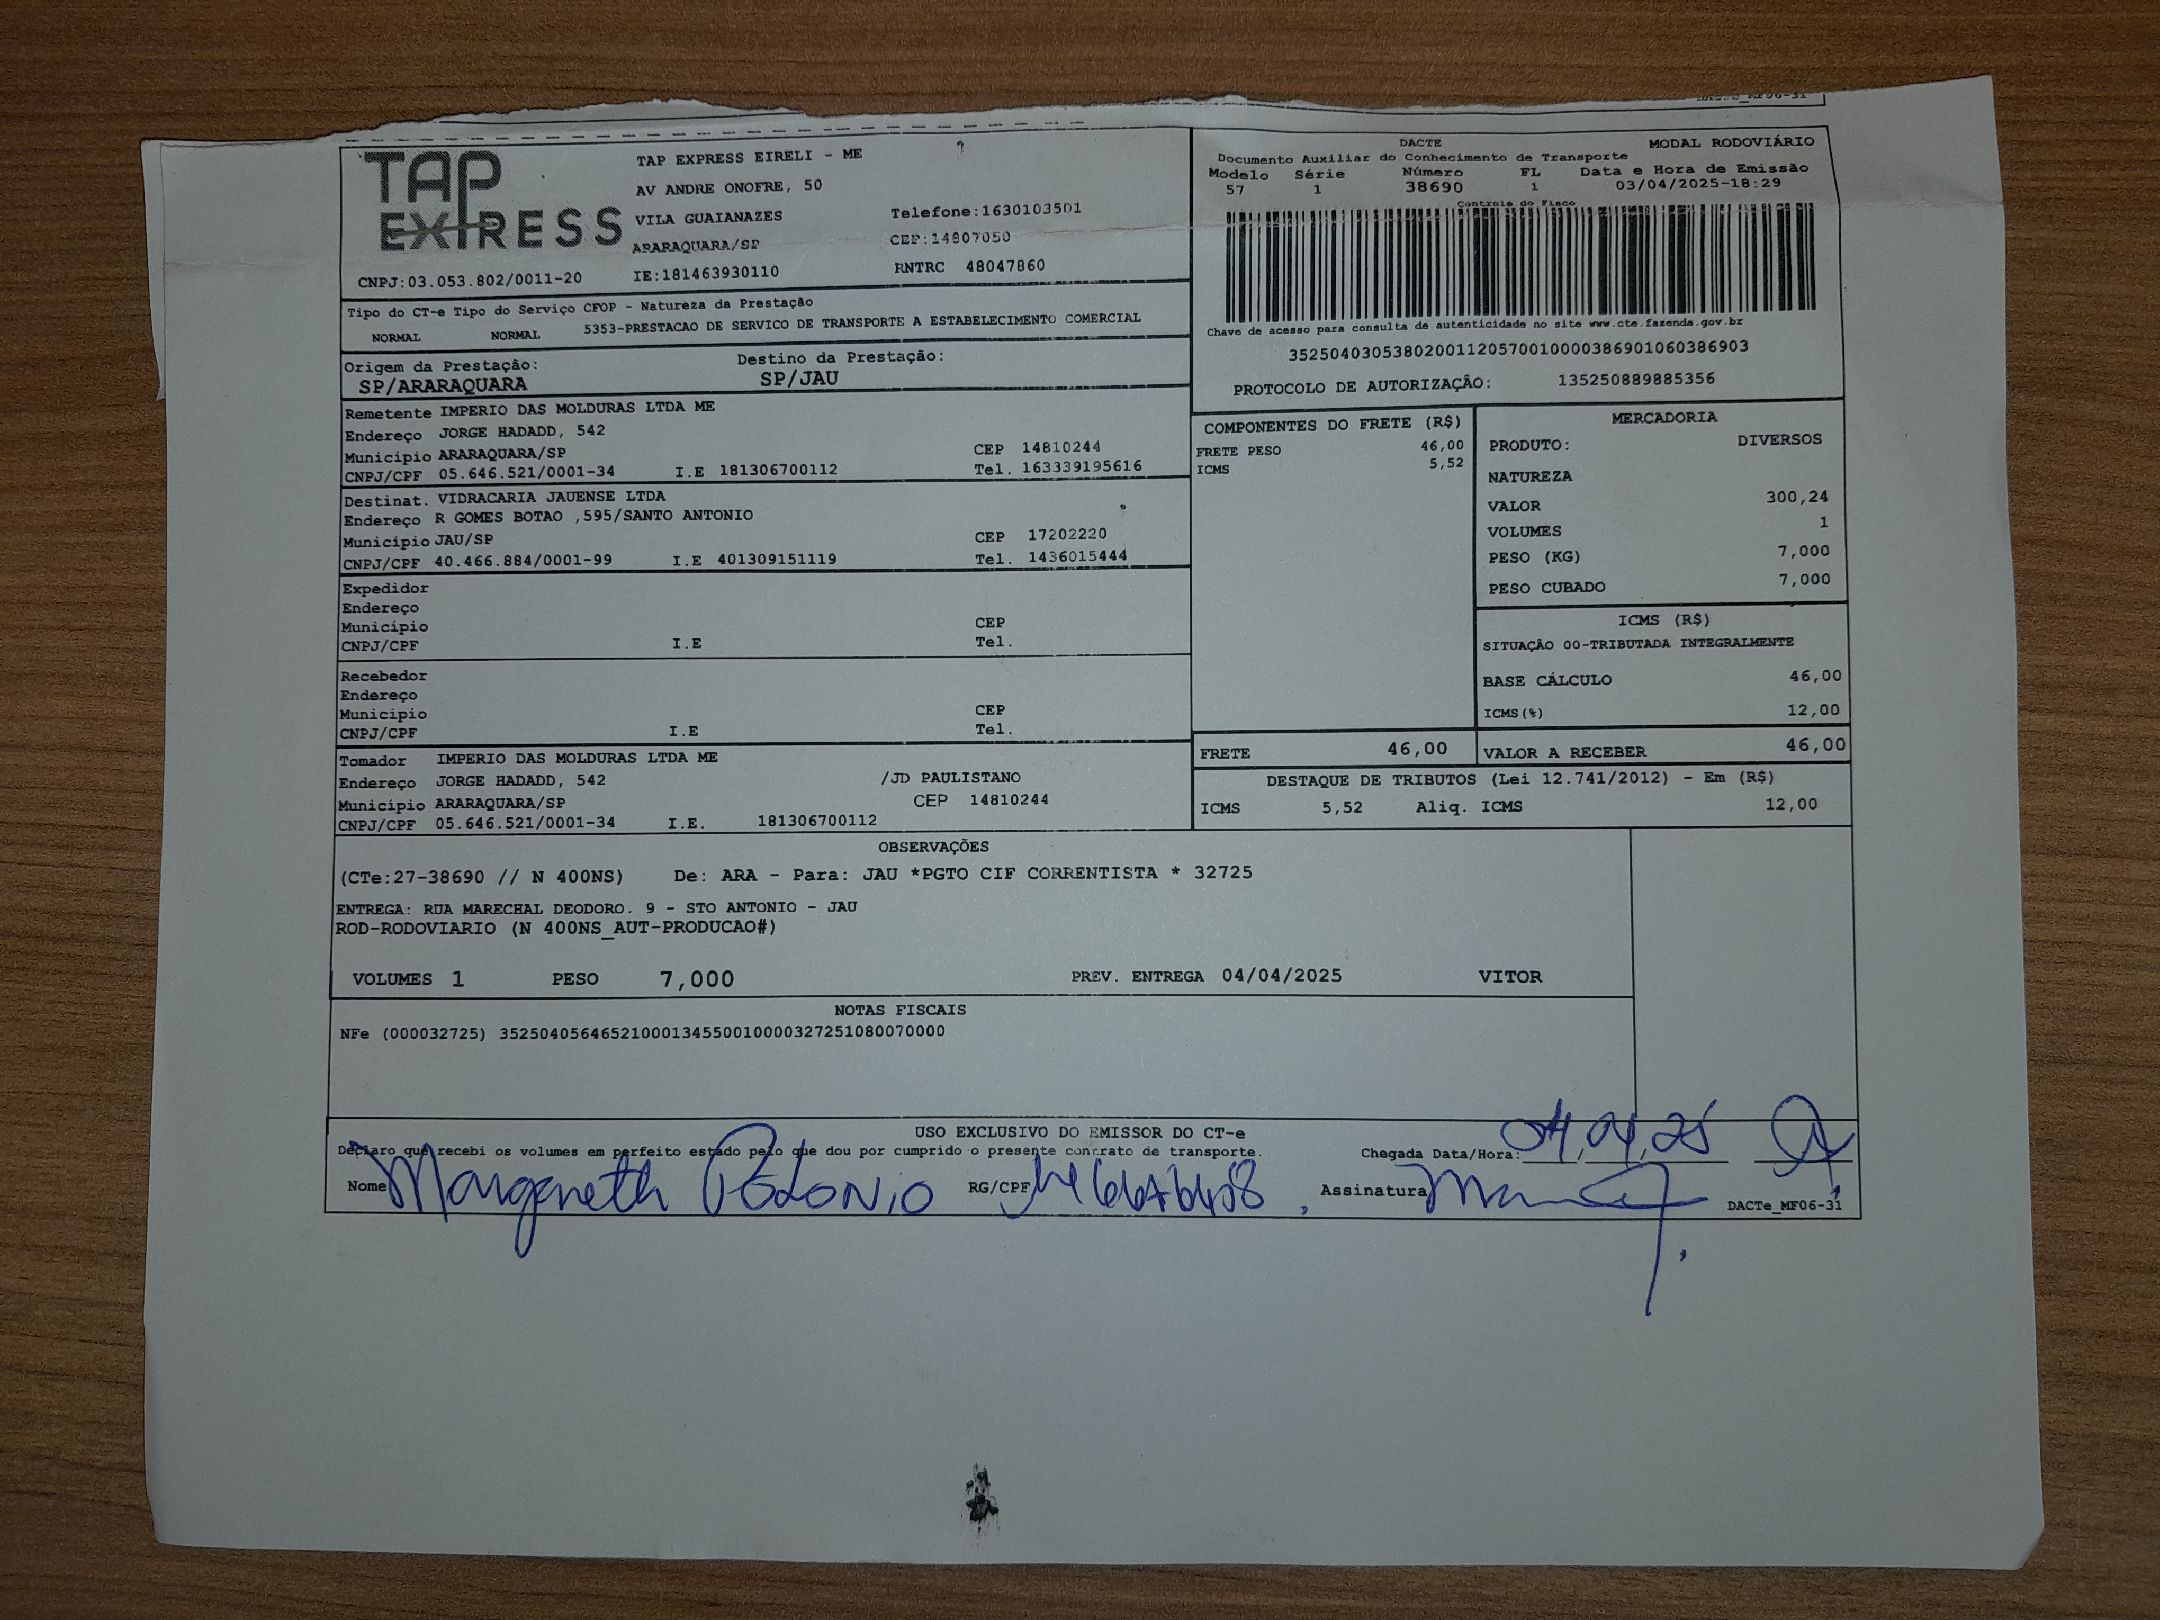 TAP EXPRESS
TAP EXPRESS EIRELI - ME
AV ANDRE ONOFRE, 50
VILA GUAIANAZES Telefone:1630103501
ARARAQUARA/SP CEP:14807050
CNPJ:03.053.802/0011-20 IE:181463930110 RNTRC 48047860
DACTE MODAL RODOVIÁRIO
Documento Auxiliar do Conhecimento de Transporte
Modelo Série Número FL Data e Hora de Emissão
57 1 38690 1 03/04/2025-18:29
Controle do Fisco
Chave de acesso para consulta de autenticidade no site www.cte.fazenda.gov.br
35250403053802001120570010000386901060386903
PROTOCOLO DE AUTORIZAÇÃO: 135250889885356
Tipo do CT-e Tipo do Serviço CFOP - Natureza da Prestação
NORMAL NORMAL 5353-PRESTACAO DE SERVICO DE TRANSPORTE A ESTABELECIMENTO COMERCIAL
Origem da Prestação: Destino da Prestação:
SP/ARARAQUARA SP/JAU
Remetente IMPERIO DAS MOLDURAS LTDA ME
Endereço JORGE HADADD, 542
Município ARARAQUARA/SP CEP 14810244
CNPJ/CPF 05.646.521/0001-34 I.E 181306700112 Tel. 163339195616
Destinat. VIDRACARIA JAUENSE LTDA
Endereço R GOMES BOTAO ,595/SANTO ANTONIO
Município JAU/SP CEP 17202220
CNPJ/CPF 40.466.884/0001-99 I.E 401309151119 Tel. 1436015444
Expedidor
Endereço
Município CEP
CNPJ/CPF I.E Tel.
Recebedor
Endereço
Municipio CEP
CNPJ/CPF I.E Tel.
Tomador IMPERIO DAS MOLDURAS LTDA ME
Endereço JORGE HADADD, 542 /JD PAULISTANO
Município ARARAQUARA/SP CEP 14810244
CNPJ/CPF 05.646.521/0001-34 I.E. 181306700112
COMPONENTES DO FRETE (R$)
FRETE PESO 46,00
ICMS 5,52
MERCADORIA
PRODUTO: DIVERSOS
NATUREZA
VALOR 300,24
VOLUMES 1
PESO (KG) 7,000
PESO CUBADO 7,000
ICMS (R$)
SITUAÇÃO 00-TRIBUTADA INTEGRALMENTE
BASE CÁLCULO 46,00
ICMS(%) 12,00
FRETE 46,00 VALOR A RECEBER 46,00
DESTAQUE DE TRIBUTOS (Lei 12.741/2012) - Em (R$)
ICMS 5,52 Aliq. ICMS 12,00
OBSERVAÇÕES
(CTe:27-38690 // N 400NS) De: ARA - Para: JAU *PGTO CIF CORRENTISTA * 32725
ENTREGA: RUA MARECHAL DEODORO. 9 - STO ANTONIO - JAU
ROD-RODOVIARIO (N 400NS_AUT-PRODUCAO#)
VOLUMES 1 PESO 7,000 PREV. ENTREGA 04/04/2025 VITOR
NOTAS FISCAIS
NFe (000032725) 35250405646521000134550010000327251080070000
USO EXCLUSIVO DO EMISSOR DO CT-e
Declaro que recebi os volumes em perfeito estado pelo que dou por cumprido o presente contrato de transporte. Chegada Data/Hora: 04,04,25
Nome Margareth Polonio RG/CPF Assinatura DACTe_MF06-31